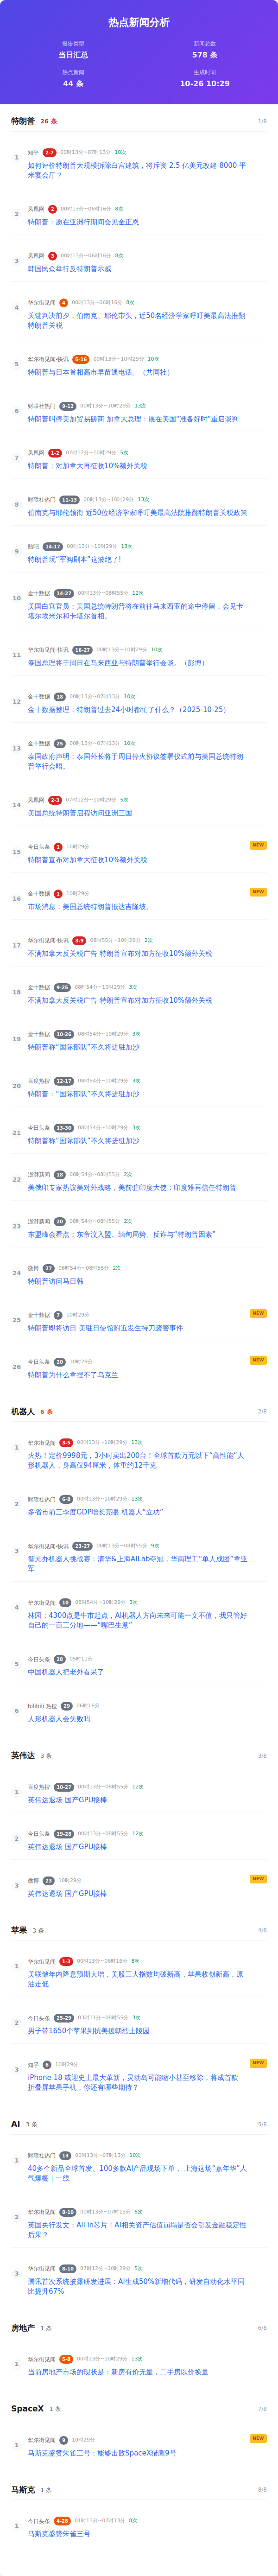 热点新闻分析
报告类型
当日汇总
新闻总数
578 条
热点新闻
44 条
生成时间
10-26 10:29
特朗普 26 条 1/8
1
知乎 2-7 00时13分~07时13分 10次
如何评价特朗普大规模拆除白宫建筑，将斥资 2.5 亿美元改建 8000 平
米宴会厅？
2
凤凰网 2 00时13分~06时16分 8次
特朗普：愿在亚洲行期间会见金正恩
3
凤凰网 3 00时13分~06时16分 8次
韩国民众举行反特朗普示威
4
华尔街见闻 4 00时13分~06时16分 8次
关键判决前夕，伯南克、耶伦带头，近50名经济学家呼吁美最高法推翻
特朗普关税
5
华尔街见闻-快讯 5-16 00时13分~10时29分 10次
特朗普与日本首相高市早苗通电话。（共同社）
6
财联社热门 9-12 00时13分~10时29分 13次
特朗普叫停美加贸易磋商 加拿大总理：愿在美国“准备好时”重启谈判
7
凤凰网 1-2 07时12分~10时29分 5次
特朗普：对加拿大再征收10%额外关税
8
财联社热门 11-13 00时13分~10时29分 13次
伯南克与耶伦领衔 近50位经济学家呼吁美最高法院推翻特朗普关税政策
9
贴吧 14-17 00时13分~10时29分 13次
特朗普玩“军阀剧本”这波绝了!
10
金十数据 14-27 00时13分~08时55分 12次
美国白宫官员：美国总统特朗普将在前往马来西亚的途中停留，会见卡
塔尔埃米尔和卡塔尔首相。
11
华尔街见闻-快讯 16-27 00时13分~10时29分 10次
泰国总理将于周日在马来西亚与特朗普举行会谈。（彭博）
12
金十数据 18 00时13分~07时13分 10次
金十数据整理：特朗普过去24小时都忙了什么？（2025-10-25）
13
金十数据 25 00时13分~07时13分 10次
泰国政府声明：泰国外长将于周日停火协议签署仪式前与美国总统特朗
普举行会晤。
14
凤凰网 2-3 07时12分~10时29分 5次
美国总统特朗普启程访亚洲三国
15
今日头条 1 10时29分 NEW
特朗普宣布对加拿大征收10%额外关税
16
金十数据 1 10时29分 NEW
市场消息：美国总统特朗普抵达吉隆坡。
17
华尔街见闻-快讯 3-9 08时55分~10时29分 2次
不满加拿大反关税广告 特朗普宣布对加方征收10%额外关税
18
金十数据 9-25 08时54分~10时29分 3次
不满加拿大反关税广告 特朗普宣布对加方征收10%额外关税
19
金十数据 10-26 08时54分~10时29分 3次
特朗普称“国际部队”不久将进驻加沙
20
百度热搜 12-17 08时54分~10时29分 3次
特朗普：“国际部队”不久将进驻加沙
21
今日头条 13-30 08时54分~10时29分 3次
特朗普称“国际部队”不久将进驻加沙
22
澎湃新闻 18 08时54分~08时55分 2次
美俄印专家热议美对外战略，美前驻印度大使：印度难再信任特朗普
23
澎湃新闻 20 08时54分~08时55分 2次
东盟峰会看点：东帝汶入盟、缅甸局势、反诈与“特朗普因素”
24
微博 27 08时54分~08时55分 2次
特朗普访问马日韩
25
金十数据 7 10时29分 NEW
特朗普即将访日 美驻日使馆附近发生持刀袭警事件
26
今日头条 20 10时29分 NEW
特朗普为什么拿捏不了乌克兰
机器人 6 条 2/8
1
华尔街见闻 3-5 00时13分~10时29分 13次
火热！定价9998元，3小时卖出200台！全球首款万元以下“高性能”人
形机器人，身高仅94厘米，体重约12千克
2
财联社热门 6-8 00时13分~10时29分 13次
多省市前三季度GDP增长亮眼 机器人“立功”
3
华尔街见闻-快讯 23-27 00时13分~08时55分 9次
智元办机器人挑战赛：清华&上海AILab夺冠，华南理工“单人成团”拿亚
军
4
华尔街见闻 10 08时54分~10时29分 3次
林园：4300点是牛市起点，AI机器人方向未来可能一文不值，我只管好
自己的一亩三分地——“嘴巴生意”
5
今日头条 28 05时11分
中国机器人把老外看呆了
6
bilibili 热搜 29 06时16分
人形机器人会失败吗
英伟达 3 条 3/8
1
百度热搜 10-27 00时13分~08时55分 12次
英伟达退场 国产GPU接棒
2
今日头条 19-28 00时13分~08时55分 12次
英伟达退场 国产GPU接棒
3
微博 23 10时29分 NEW
英伟达退场 国产GPU接棒
苹果 3 条 4/8
1
华尔街见闻 1-3 00时13分~06时16分 8次
美联储年内降息预期大增，美股三大指数均破新高，苹果收创新高，原
油走低
2
今日头条 25-29 03时11分~08时55分 3次
男子带1650个苹果到抗美援朝烈士陵园
3
知乎 6 10时29分 NEW
iPhone 18 或迎史上最大革新，灵动岛可能缩小甚至移除，将成首款
折叠屏苹果手机，你还有哪些期待？
AI 3 条 5/8
1
财联社热门 13 00时13分~07时13分 10次
40多个新品全球首发、100多款AI产品现场下单， 上海这场“嘉年华”人
气爆棚｜一线
2
华尔街见闻 8-10 00时13分~07时13分 5次
英国央行发文：All in芯片！AI相关资产估值崩塌是否会引发金融稳定性
后果？
3
华尔街见闻 8-10 07时12分~10时29分 5次
腾讯首次系统披露研发进展：AI生成50%新增代码，研发自动化水平同
比提升67%
房地产 1 条 6/8
1
华尔街见闻 5-8 00时13分~10时29分 13次
当前房地产市场的现状是：新房有价无量，二手房以价换量
SpaceX 1 条 7/8
1
华尔街见闻 9 10时29分 NEW
马斯克盛赞朱雀三号：能够击败SpaceX猎鹰9号
马斯克 1 条 8/8
1
今日头条 4-28 01时11分~07时13分 8次
马斯克盛赞朱雀三号